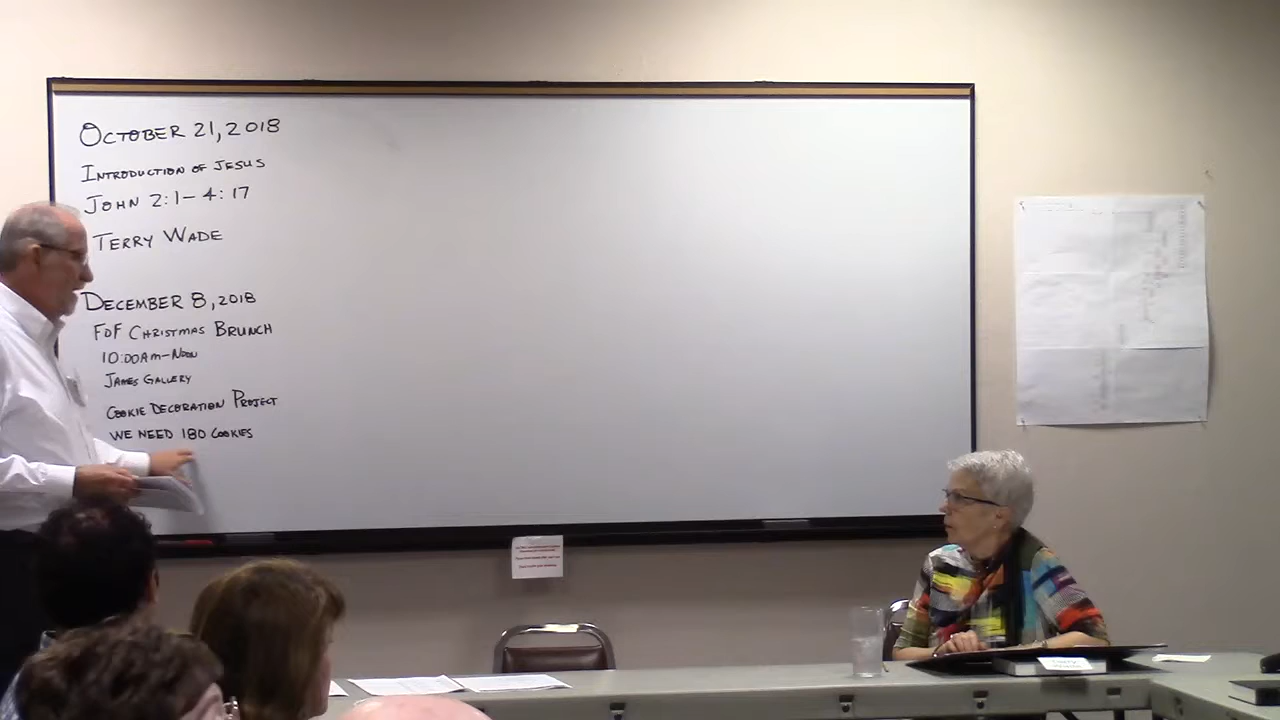 October 21, 2018
Introduction of Jesus
John 2:1-4:17
Terry Wade
December 8, 2018
FoF Christmas Brunch
10:00am-Noon
James Gallery
Cookie Decoration Project
We need 180 cookies